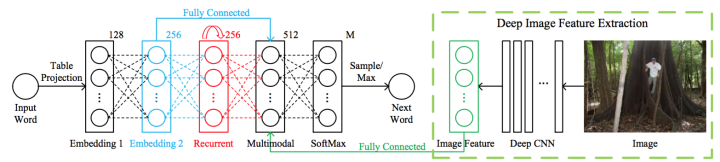 Fully Connected
Deep Image Feature Extraction
128
256
256
512
M
Table
Projection
Sample/
Max
Input
Word
Next
Word
Embedding 1
Embedding 2
Recurrent
Multimodal
SoftMax
Fully Connected
Image Feature
Deep CNN
Image